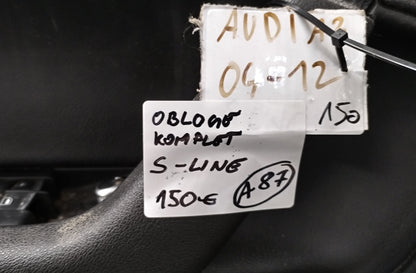 AUDI A3
04-12
150
OBLOGE
KOMPLET
S-LINE
150€ A87